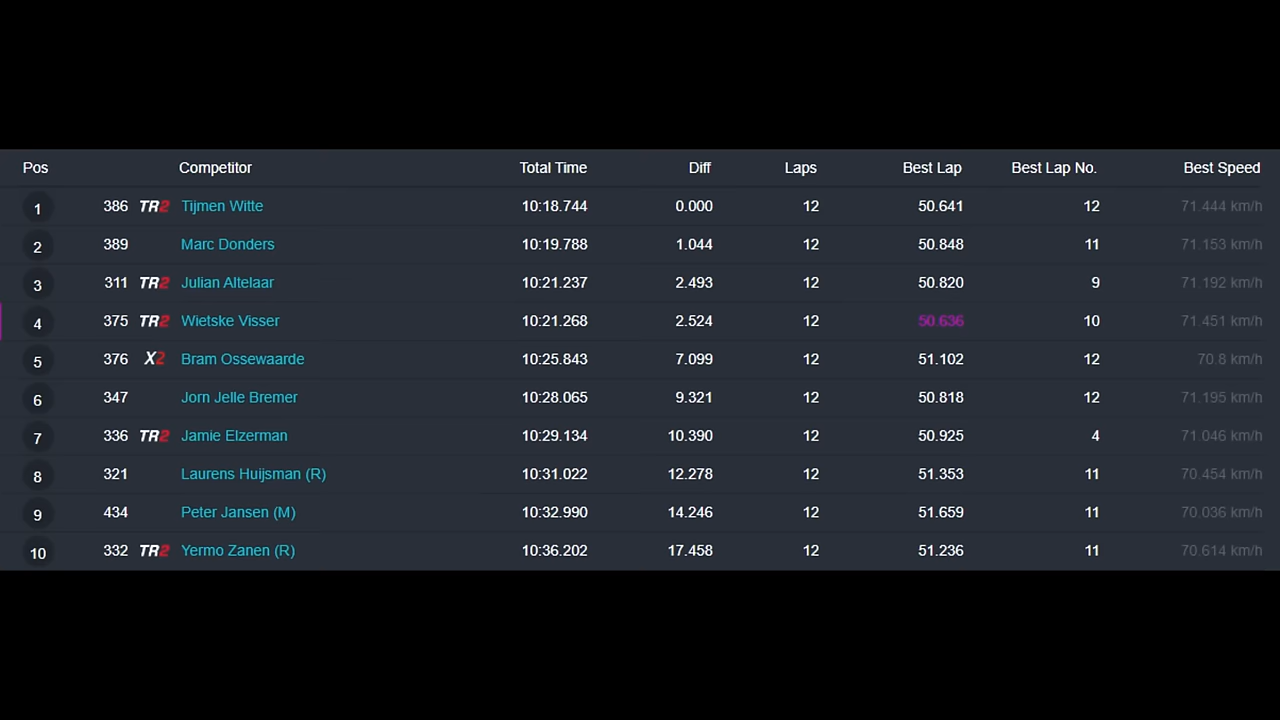 Pos Competitor Total Time Diff Laps Best Lap Best Lap No. Best Speed
1 386 TR2 Tijmen Witte 10:18.744 0.000 12 50.641 12 71.444 km/h
2 389 Marc Donders 10:19.788 1.044 12 50.848 11 71.153 km/h
3 311 TR2 Julian Altelaar 10:21.237 2.493 12 50.820 9 71.192 km/h
4 375 TR2 Wietske Visser 10:21.268 2.524 12 50.636 10 71.451 km/h
5 376 X2 Bram Ossewaarde 10:25.843 7.099 12 51.102 12 70.8 km/h
6 347 Jorn Jelle Bremer 10:28.065 9.321 12 50.818 12 71.195 km/h
7 336 TR2 Jamie Elzerman 10:29.134 10.390 12 50.925 4 71.046 km/h
8 321 Laurens Huijsman (R) 10:31.022 12.278 12 51.353 11 70.454 km/h
9 434 Peter Jansen (M) 10:32.990 14.246 12 51.659 11 70.036 km/h
10 332 TR2 Yermo Zanen (R) 10:36.202 17.458 12 51.236 11 70.614 km/h